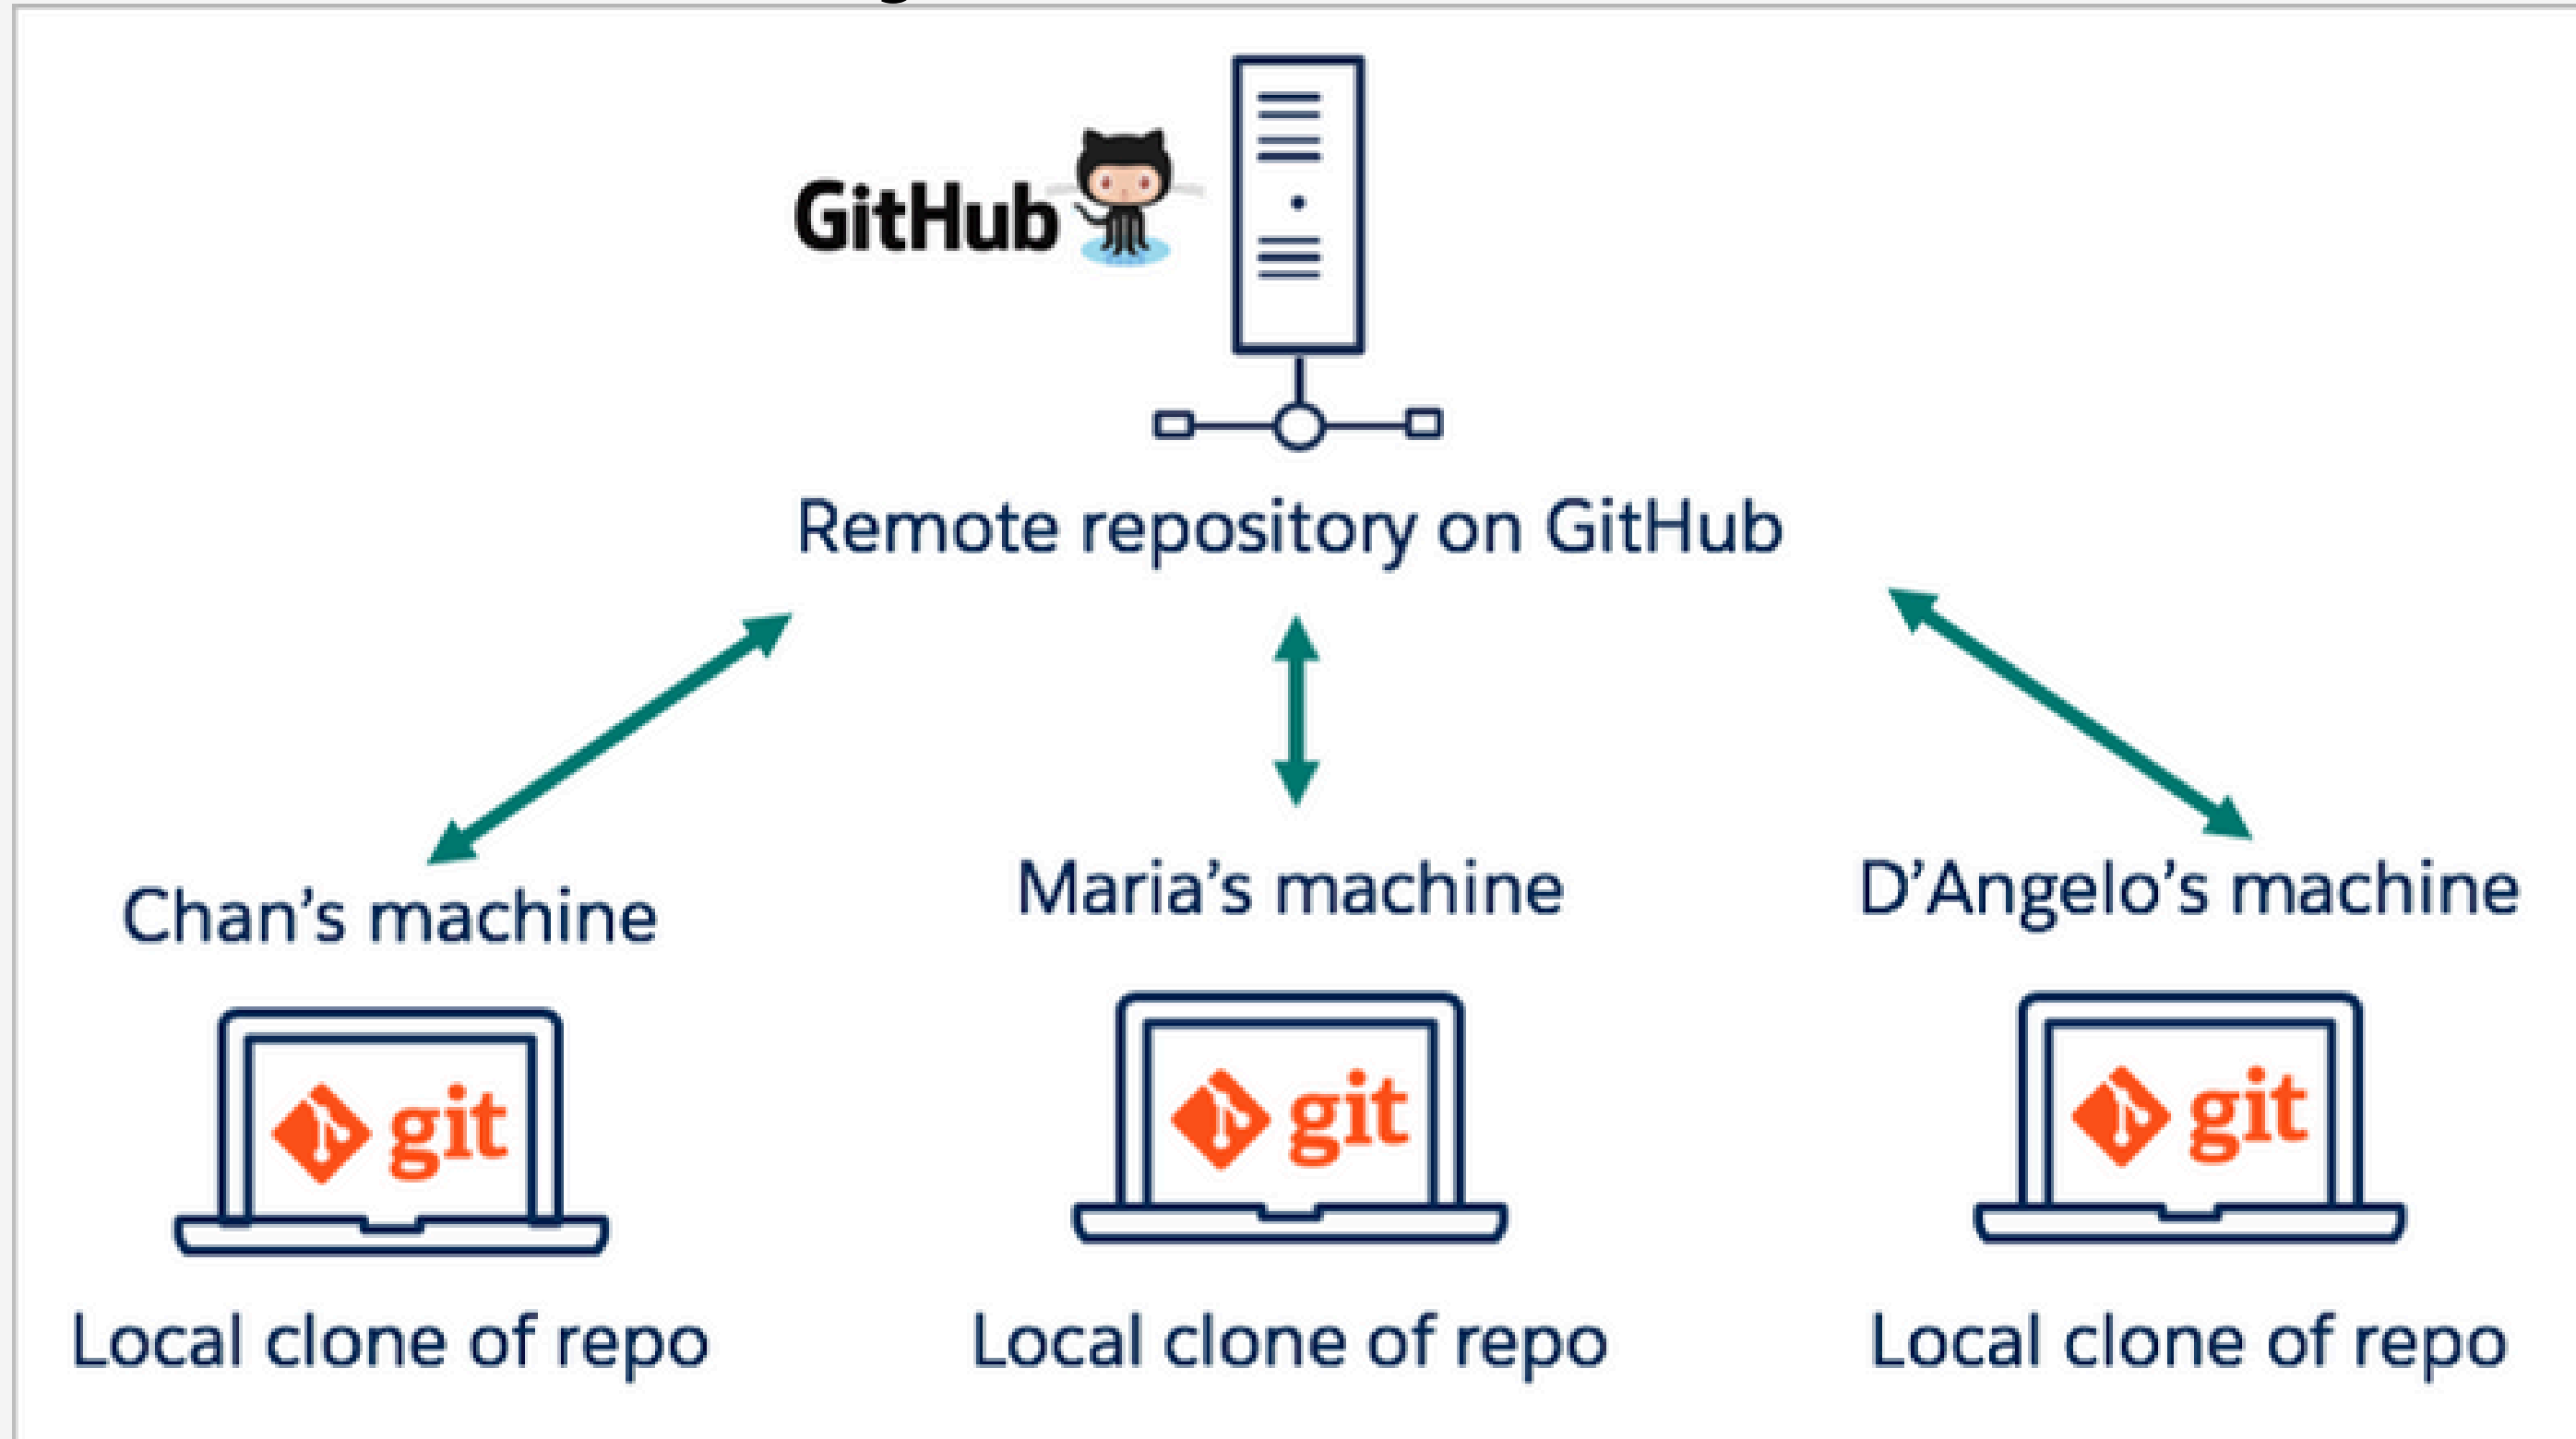 GitHub
Remote repository on GitHub
Chan's machine
Maria's machine
D'Angelo's machine
git
git
git
Local clone of repo
Local clone of repo
Local clone of repo